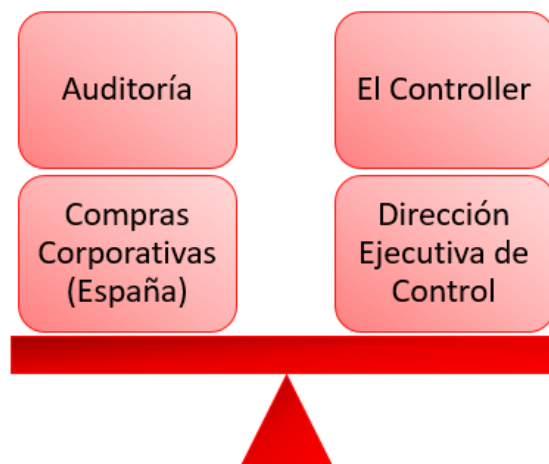 Auditoría
El Controller
Compras
Corporativas
(España)
Dirección
Ejecutiva de
Control